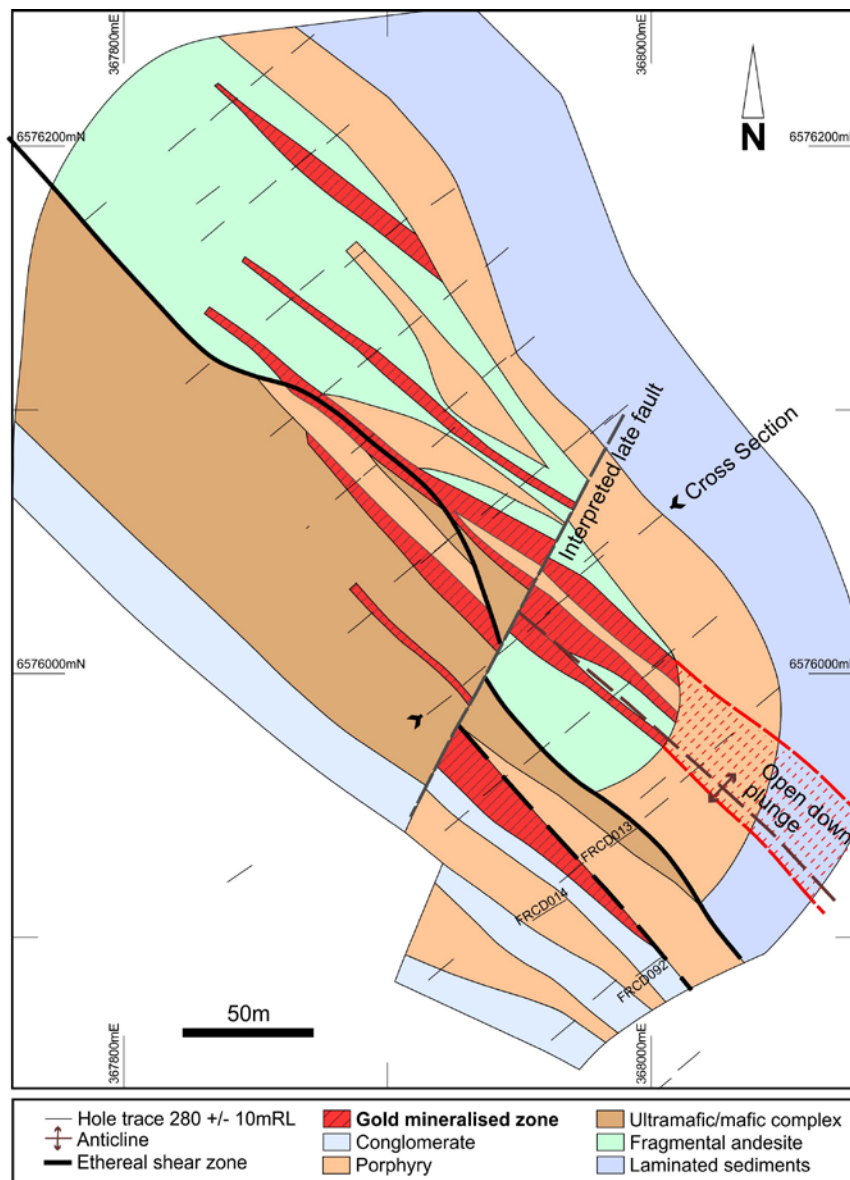 367800mE
368000mE
6576200mN
6576200mN
N
Interpreted late fault
Cross Section
6576000mN
6576000mN
Open down
plunge
FRCD013
FRCD014
FRCD092
50m
367800mE
368000mE
Hole trace 280 +/- 10mRL
Anticline
Ethereal shear zone
Gold mineralised zone
Conglomerate
Porphyry
Ultramafic/mafic complex
Fragmental andesite
Laminated sediments